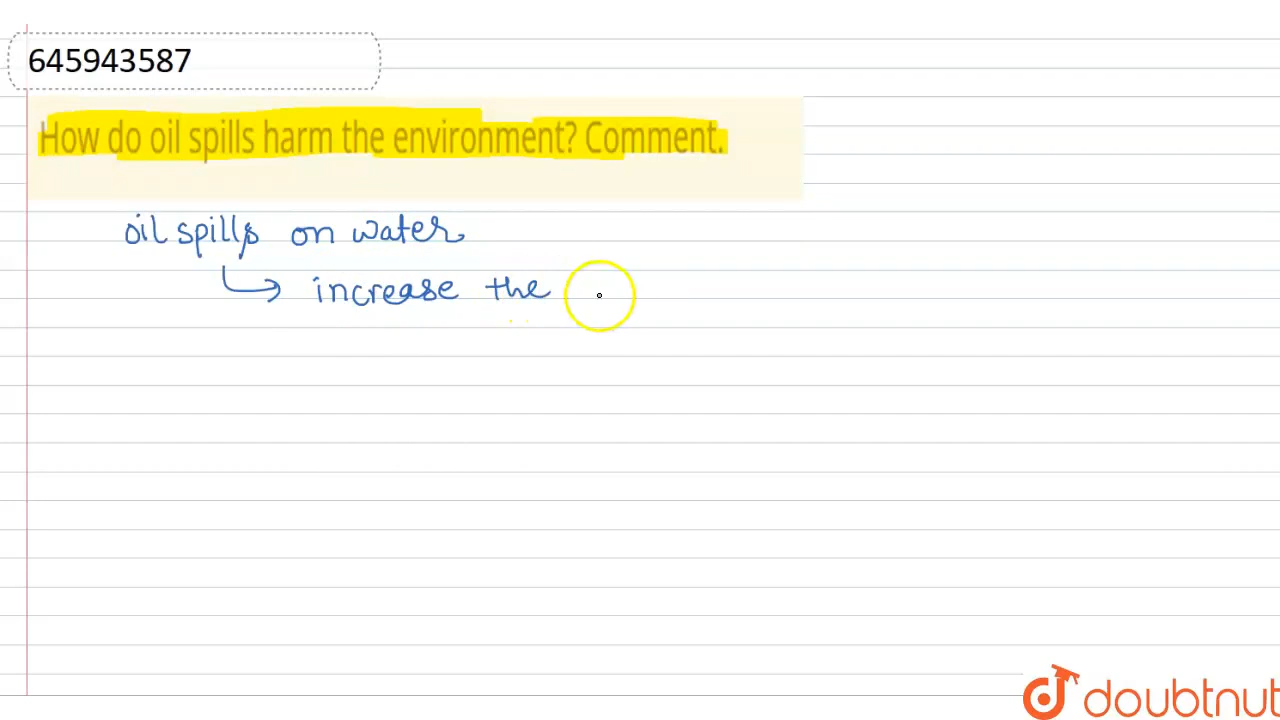 645943587
How do oil spills harm the environment? Comment.
oil spills on water
increase the
doubtnut